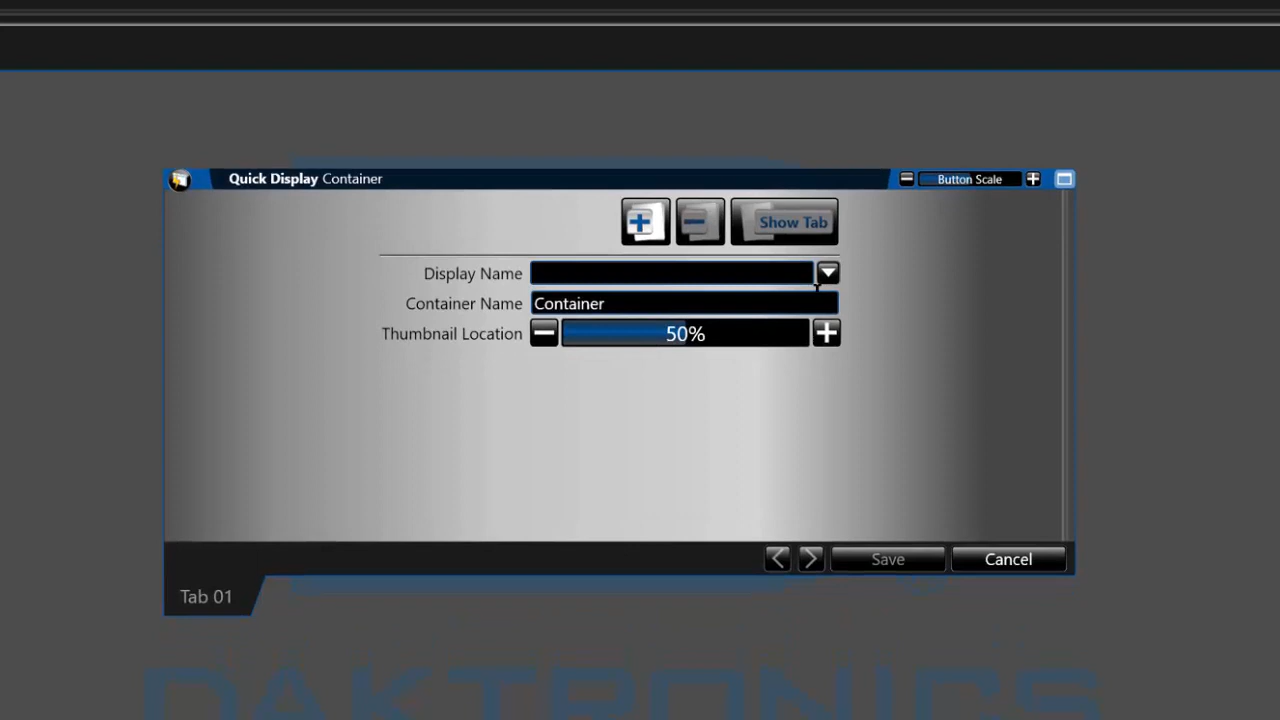 Quick Display Container
Button Scale
Show Tab
Display Name
Container Name Container
Thumbnail Location 50%
Save Cancel
Tab 01
DAKTRONICS